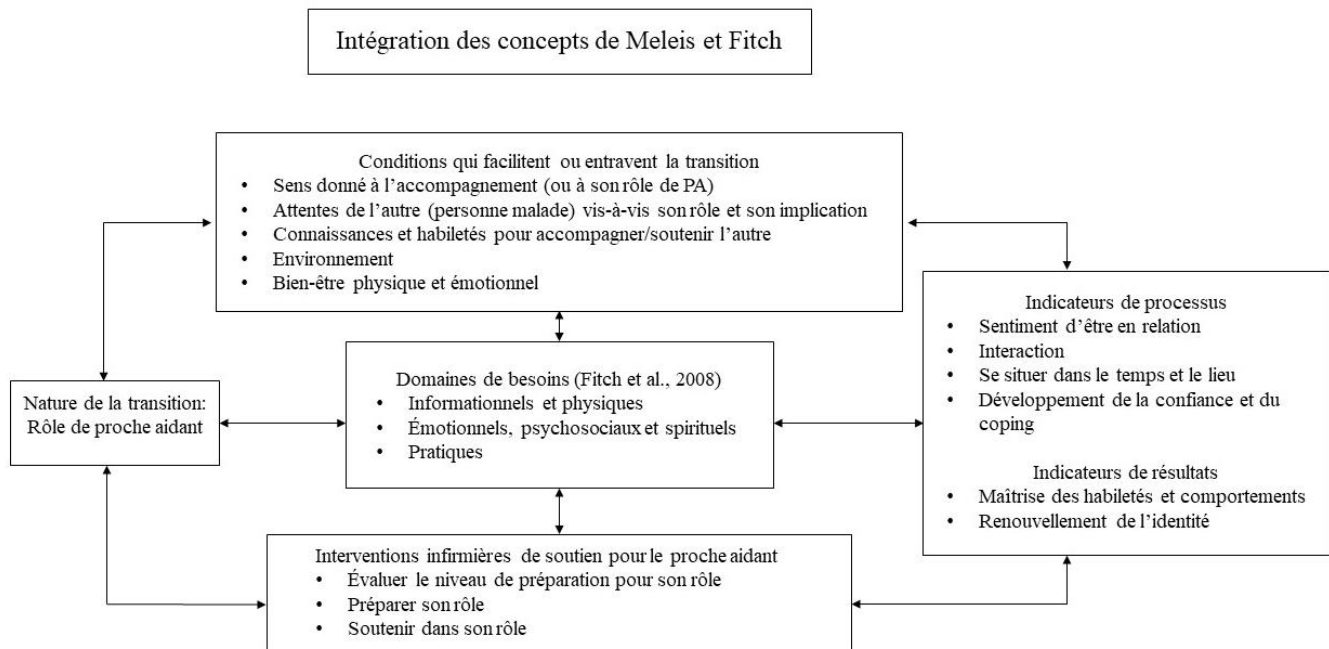 Intégration des concepts de Meleis et Fitch
Conditions qui facilitent ou entravent la transition
• Sens donné à l’accompagnement (ou à son rôle de PA)
• Attentes de l’autre (personne malade) vis-à-vis son rôle et son implication
• Connaissances et habiletés pour accompagner/soutenir l’autre
• Environnement
• Bien-être physique et émotionnel
Nature de la transition:
Rôle de proche aidant
Domaines de besoins (Fitch et al., 2008)
• Informationnels et physiques
• Émotionnels, psychosociaux et spirituels
• Pratiques
Indicateurs de processus
• Sentiment d’être en relation
• Interaction
• Se situer dans le temps et le lieu
• Développement de la confiance et du
coping
Indicateurs de résultats
• Maîtrise des habiletés et comportements
• Renouvellement de l’identité
Interventions infirmières de soutien pour le proche aidant
• Évaluer le niveau de préparation pour son rôle
• Préparer son rôle
• Soutenir dans son rôle